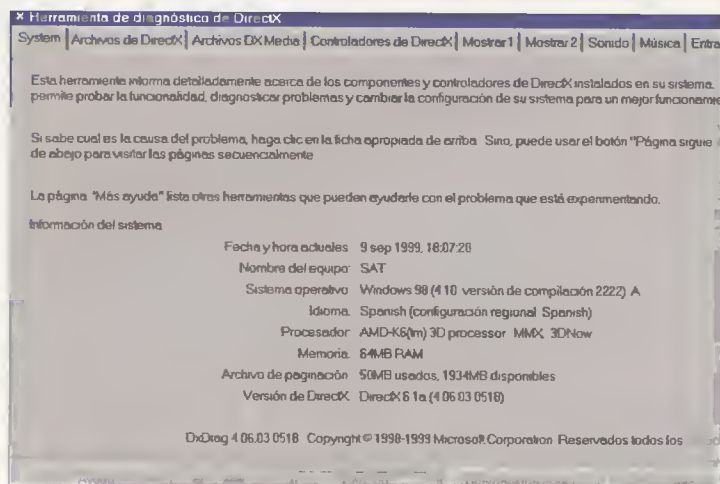 Herramienta de diagnóstico de DirectX
System Archivos de DirectX Archivos DX Media Controladores de DirectX Mostrar 1 Mostrar 2 Sonido Música Entra
Esta herramienta informa detalladamente acerca de los componentes y controladores de DirectX instalados en su sistema.
permite probar la funcionalidad, diagnosticar problemas y cambiar la configuración de su sistema para un mejor funcionamie
Si sabe cual es la causa del problema, haga clic en la ficha apropiada de arriba Sino, puede usar el botón "Página siguie
de abajo para visitar las páginas secuencialmente
La página "Más ayuda" lista otras herramientas que pueden ayudarle con el problema que está experimentando.
Información del sistema
Fecha y hora actuales 9 sep 1999, 18:07:20
Nombre del equipo: SAT
Sistema operativo Windows 98 (4 10 versión de compilación 2222) A
Idioma. Spanish (configuración regional Spanish)
Procesador AMD-K6(tm) 3D processor MMX, 3DNow
Memoria. 64MB RAM
Archivo de paginación 50MB usados, 1934MB disponibles
Versión de DirectX DirectX 6 1a (4 06 03 0518)
DxDiag 4 06.03 0518 Copyright © 1998-1999 Microsoft Corporation Reservados todos los